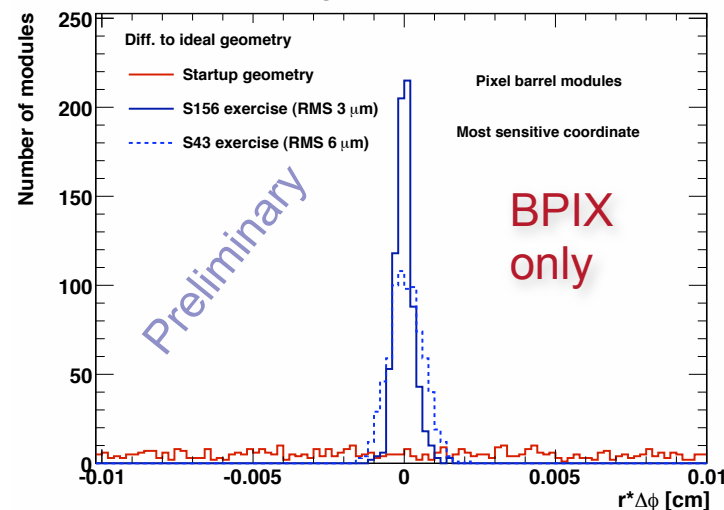 Number of modules
250
200
150
100
50
0
Diff. to ideal geometry
Startup geometry
S156 exercise (RMS 3 μm)
S43 exercise (RMS 6 μm)
Pixel barrel modules
Most sensitive coordinate
BPIX
only
Preliminary
-0.01
-0.005
0
0.005
0.01
r*Δϕ [cm]